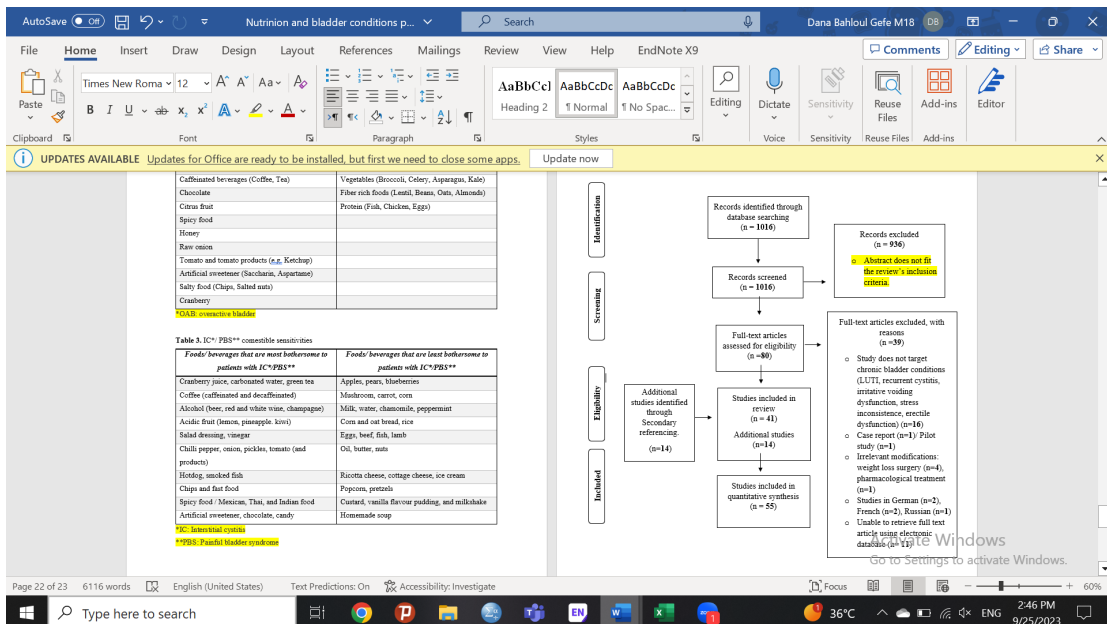 AutoSave Off Nutrinion and bladder conditions p... Search Dana Bahloul Gefe M18 DB
File Home Insert Draw Design Layout References Mailings Review View Help EndNote X9 Comments Editing Share
Paste
Clipboard
Times New Roma 12
Font
Paragraph
AaBbCcl AaBbCcDc AaBbCcDc
Heading 2 ¶ Normal ¶ No Spac...
Styles
Editing
Dictate
Voice
Sensitivity
Sensitivity
Reuse
Files
Reuse Files
Add-ins
Add-ins
Editor
UPDATES AVAILABLE Updates for Office are ready to be installed, but first we need to close some apps. Update now
Caffeinated beverages (Coffee, Tea) Vegetables (Broccoli, Celery, Asparagus, Kale)
Chocolate Fiber rich foods (Lentil, Beans, Oats, Almonds)
Citrus fruit Protein (Fish, Chicken, Eggs)
Spicy food
Honey
Raw onion
Tomato and tomato products (e.g. Ketchup)
Artificial sweetener (Saccharin, Aspartame)
Salty food (Chips, Salted nuts)
Cranberry
*OAB: overactive bladder
Table 3. IC*/ PBS** comestible sensitivities
Foods/ beverages that are most bothersome to
patients with IC*/PBS**
Foods/ beverages that are least bothersome to
patients with IC*/PBS**
Cranberry juice, carbonated water, green tea Apples, pears, blueberries
Coffee (caffeinated and decaffeinated) Mushroom, carrot, corn
Alcohol (beer, red and white wine, champagne) Milk, water, chamomile, peppermint
Acidic fruit (lemon, pineapple. kiwi) Corn and oat bread, rice
Salad dressing, vinegar Eggs, beef, fish, lamb
Chilli pepper, onion, pickles, tomato (and
products)
Oil, butter, nuts
Hotdog, smoked fish Ricotta cheese, cottage cheese, ice cream
Chips and fast food Popcorn, pretzels
Spicy food / Mexican, Thai, and Indian food Custard, vanilla flavour pudding, and milkshake
Artificial sweetener, chocolate, candy Homemade soup
*IC: Interstitial cystitis
**PBS: Painful bladder syndrome
Identification
Records identified through
database searching
(n = 1016)
Records excluded
(n = 936)
o Abstract does not fit
the review's inclusion
criteria.
Screening
Records screened
(n = 1016)
Full-text articles
assessed for eligibility
(n =80)
Full-text articles excluded, with
reasons
(n =39)
o Study does not target
chronic bladder conditions
(LUTI, recurrent cystitis,
irritative voiding
dysfunction, stress
inconsistence, erectile
dysfunction) (n=16)
o Case report (n=1)/ Pilot
study (n=1)
o Irrelevant modifications:
weight loss surgery (n=4),
pharmacological treatment
(n=1)
o Studies in German (n=2),
French (n=2), Russian (n=1)
o Unable to retrieve full text
article using electronic
database (n= 11)
Eligibility
Additional
studies identified
through
Secondary
referencing.
(n=14)
Studies included in
review
(n = 41)
Additional studies
(n=14)
Included
Studies included in
quantitative synthesis
(n = 55)
Activate Windows
Go to Settings to activate Windows.
Page 22 of 23 6116 words English (United States) Text Predictions: On Accessibility: Investigate Focus 60%
Type here to search EN 36°C ENG 2:46 PM
9/25/2023